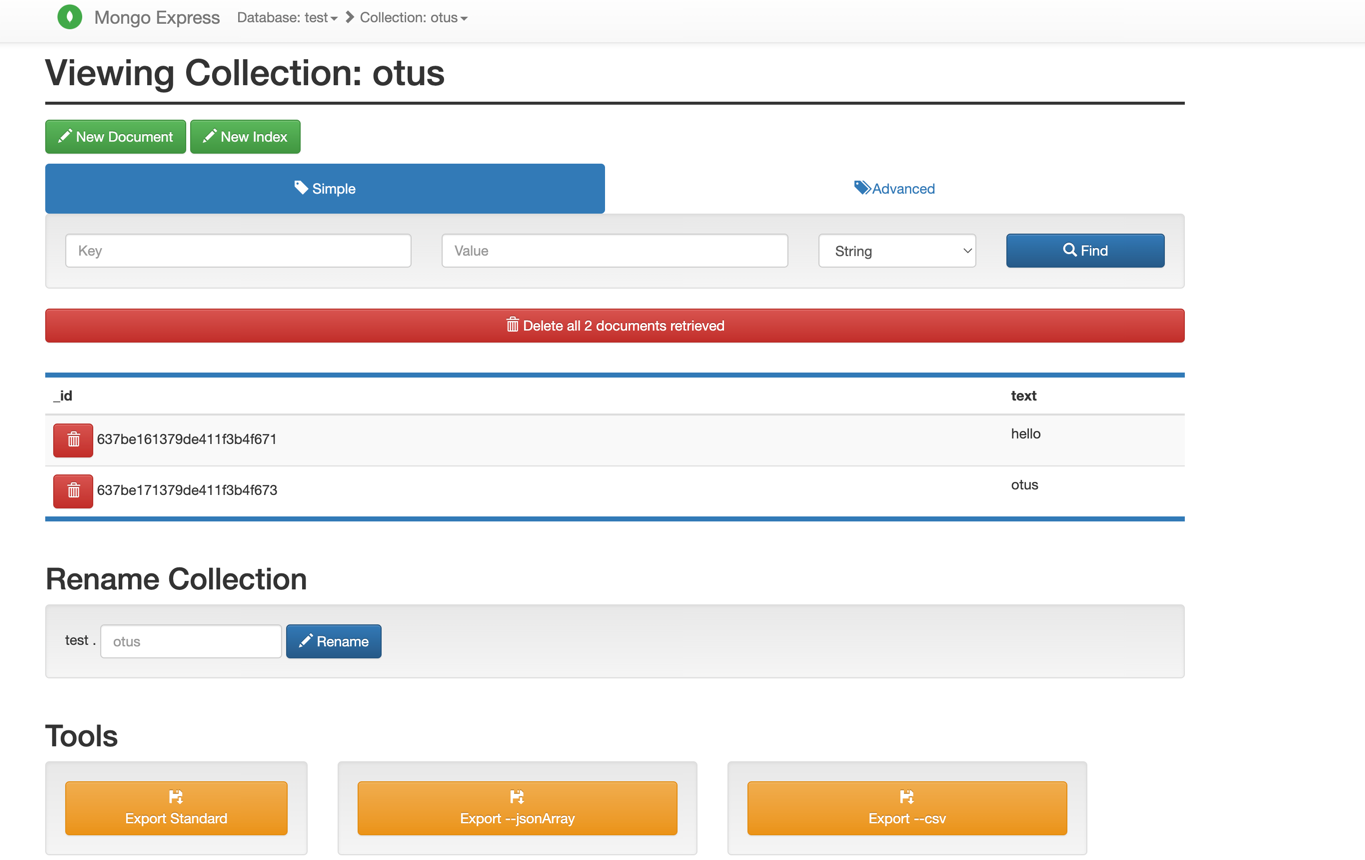 Mongo Express Database: test Collection: otus
Viewing Collection: otus
New Document New Index
Simple Advanced
Key Value String Find
Delete all 2 documents retrieved
_id text
637be161379de411f3b4f671 hello
637be171379de411f3b4f673 otus
Rename Collection
test . otus Rename
Tools
Export Standard Export --jsonArray Export --csv